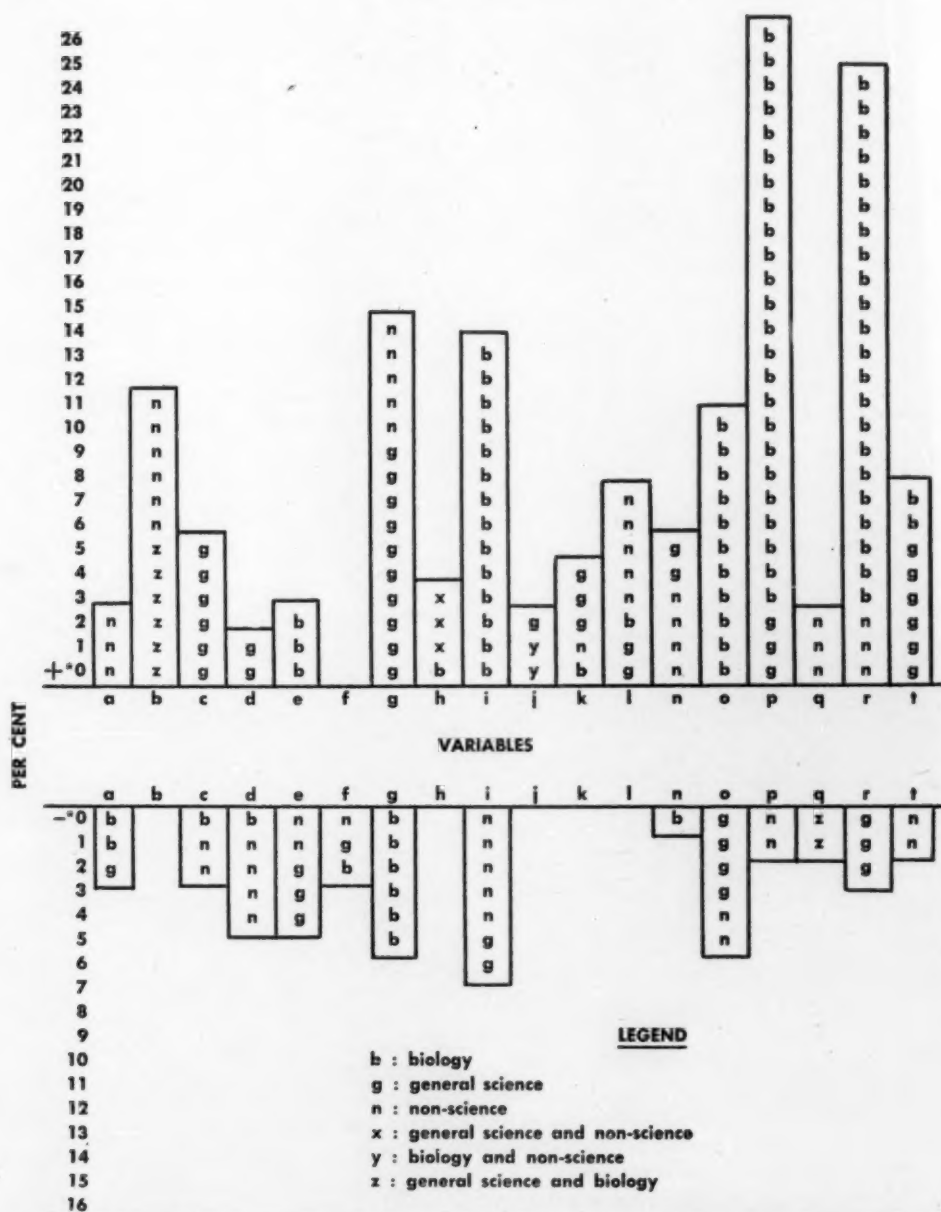 26 b
25 b
24 b b
23 b b
22 b b
21 b b
20 b b
19 b b
18 b b
17 b b
16 b b
15 b b
14 n b b
13 n b b b
12 n b b b
11 n n b b b
10 n n b b b b
9 n g b b b b
8 n g b b b b
7 n g b n b b b b
6 n g b n b b b b
5 z g g b n g b b b g
4 z g g b g n g b b b g
3 z g g x b g n n b b b g
2 n z g b g x b g g b n b g n n g
1 n z g g b g x b y n g n b g n n g
+°0 n z g g b g b b y b g n b g n n g
a b c d e f g h i j k l n o p q r t
PER CENT
VARIABLES
a b c d e f g h i j k l n o p q r t
-°0 b b b n n b n b g n z g n
1 b n n n g b n g n z g n
2 g n n g b b n g g
3 n g b n g
4 n g b n n
5 b g n
6 g
7
8
9
LEGEND
10 b : biology
11 g : general science
12 n : non-science
13 x : general science and non-science
14 y : biology and non-science
15 z : general science and biology
16